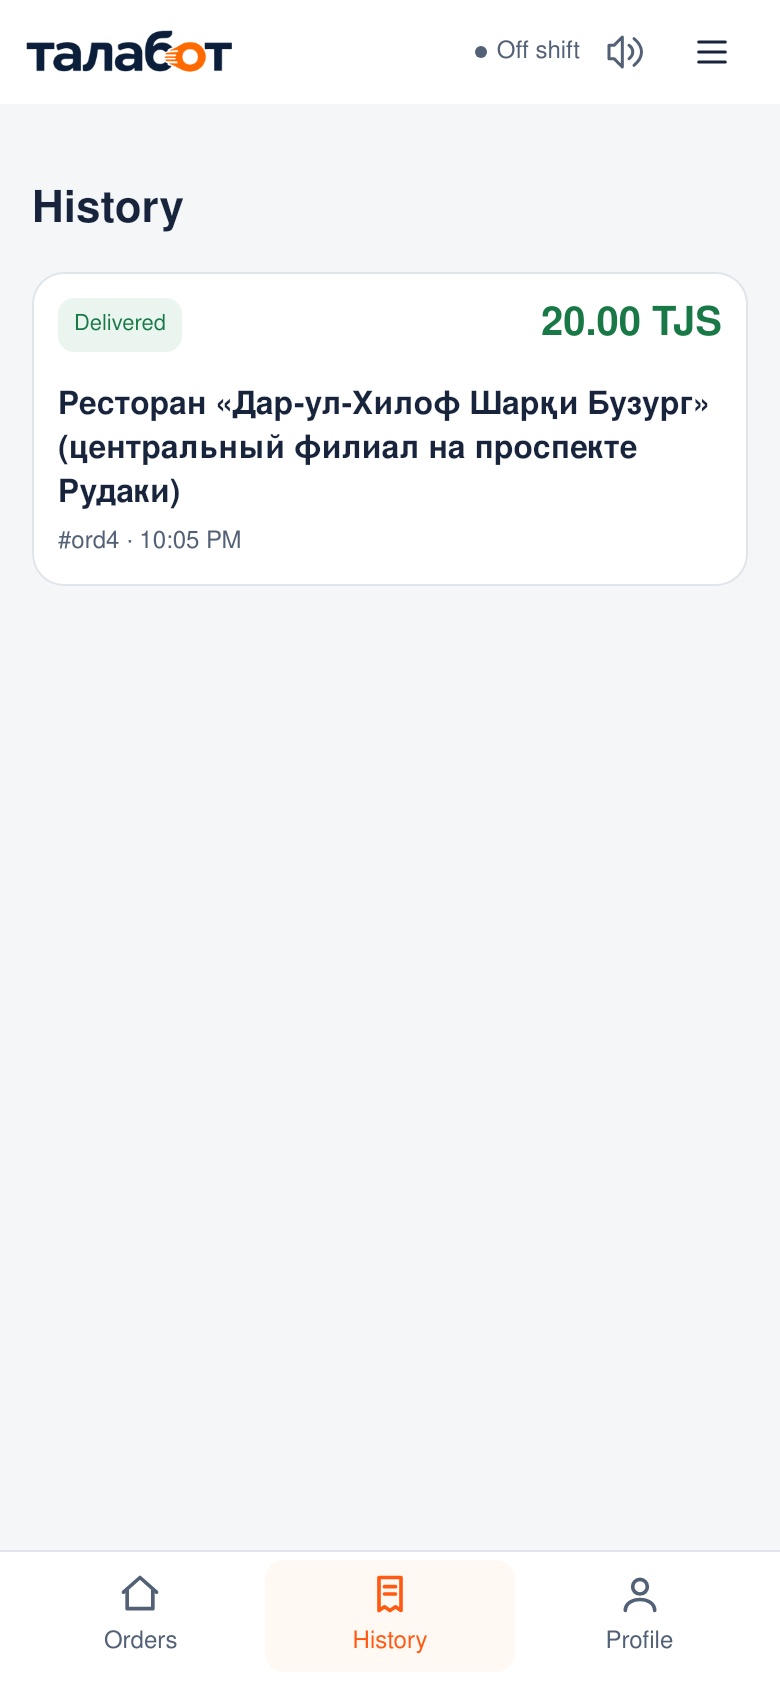 талабот
Off shift
History
Delivered
20.00 TJS
Ресторан «Дар-ул-Хилоф Шарқи Бузург»
(центральный филиал на проспекте
Рудаки)
#ord4 · 10:05 PM
Orders
History
Profile